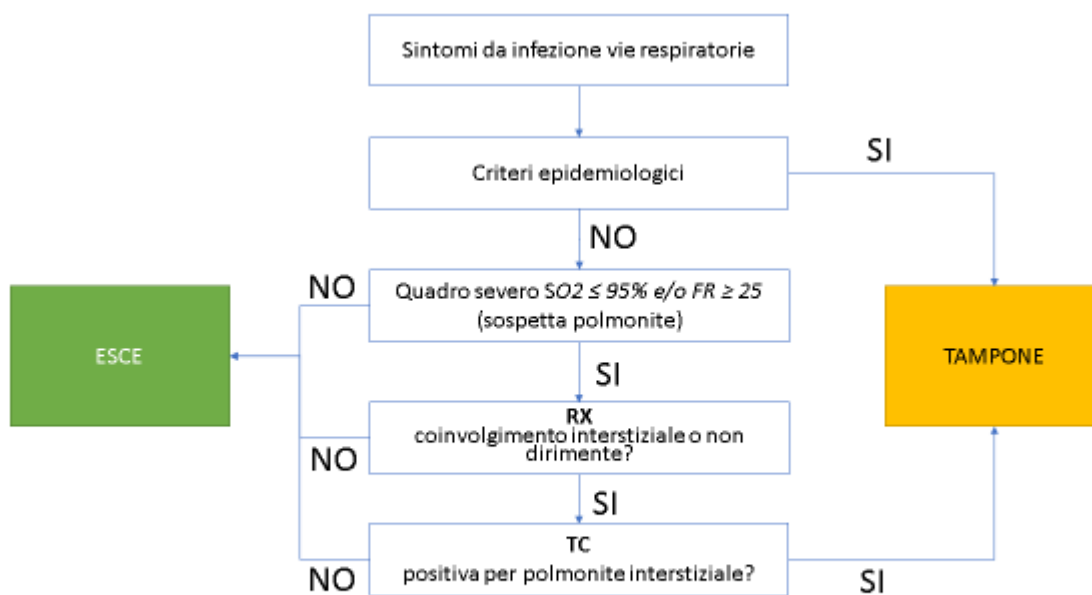 Sintomi da infezione vie respiratorie
Criteri epidemiologici
SI
NO
NO
Quadro severo SO2 ≤ 95% e/o FR ≥ 25
(sospetta polmonite)
ESCE
TAMPONE
SI
RX
coinvolgimento interstiziale o non
dirimente?
NO
SI
TC
positiva per polmonite interstiziale?
NO
SI